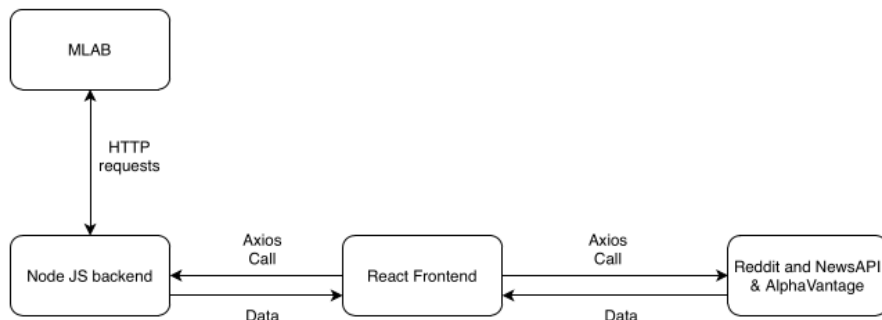 MLAB
HTTP
requests
Node JS backend
Axios
Call
Data
React Frontend
Axios
Call
Data
Reddit and NewsAPI
& AlphaVantage